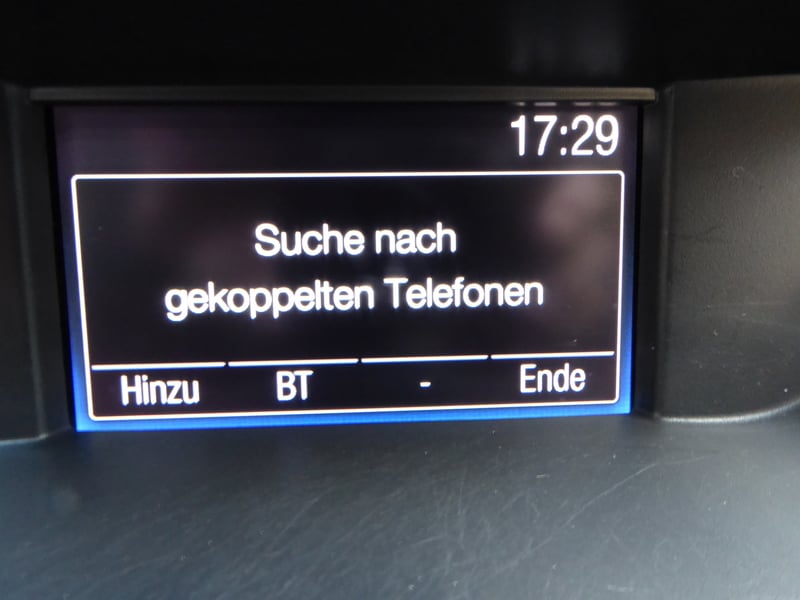 17:29
Suche nach
gekoppelten Telefonen
Hinzu BT - Ende